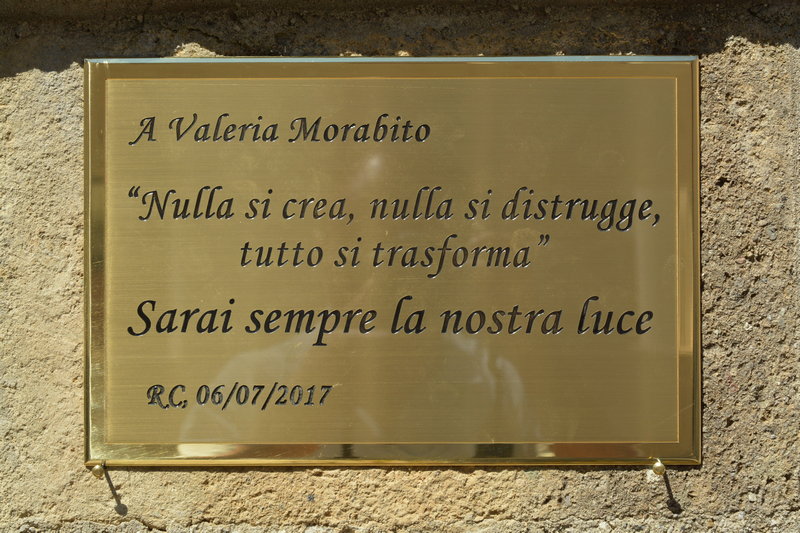 A Valeria Morabito
“Nulla si crea, nulla si distrugge,
tutto si trasforma”
Sarai sempre la nostra luce
R.C, 06/07/2017